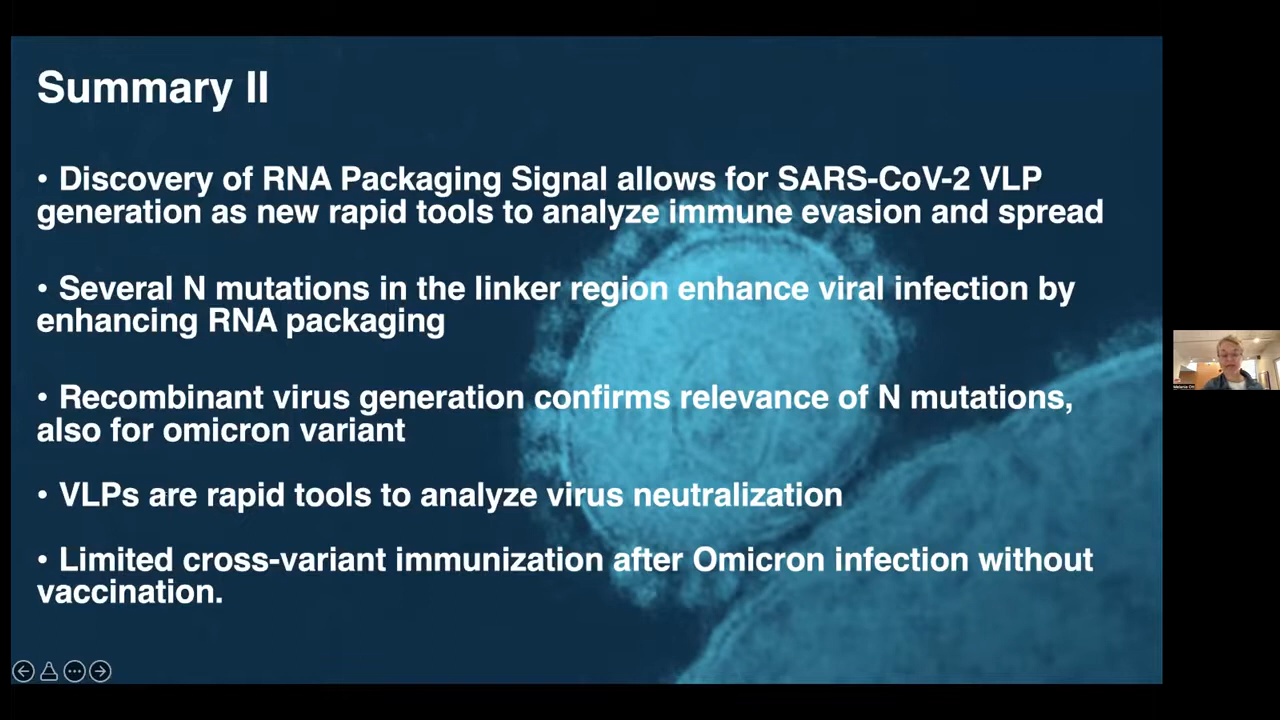 Summary II
• Discovery of RNA Packaging Signal allows for SARS-CoV-2 VLP
generation as new rapid tools to analyze immune evasion and spread
• Several N mutations in the linker region enhance viral infection by
enhancing RNA packaging
• Recombinant virus generation confirms relevance of N mutations,
also for omicron variant
• VLPs are rapid tools to analyze virus neutralization
• Limited cross-variant immunization after Omicron infection without
vaccination.